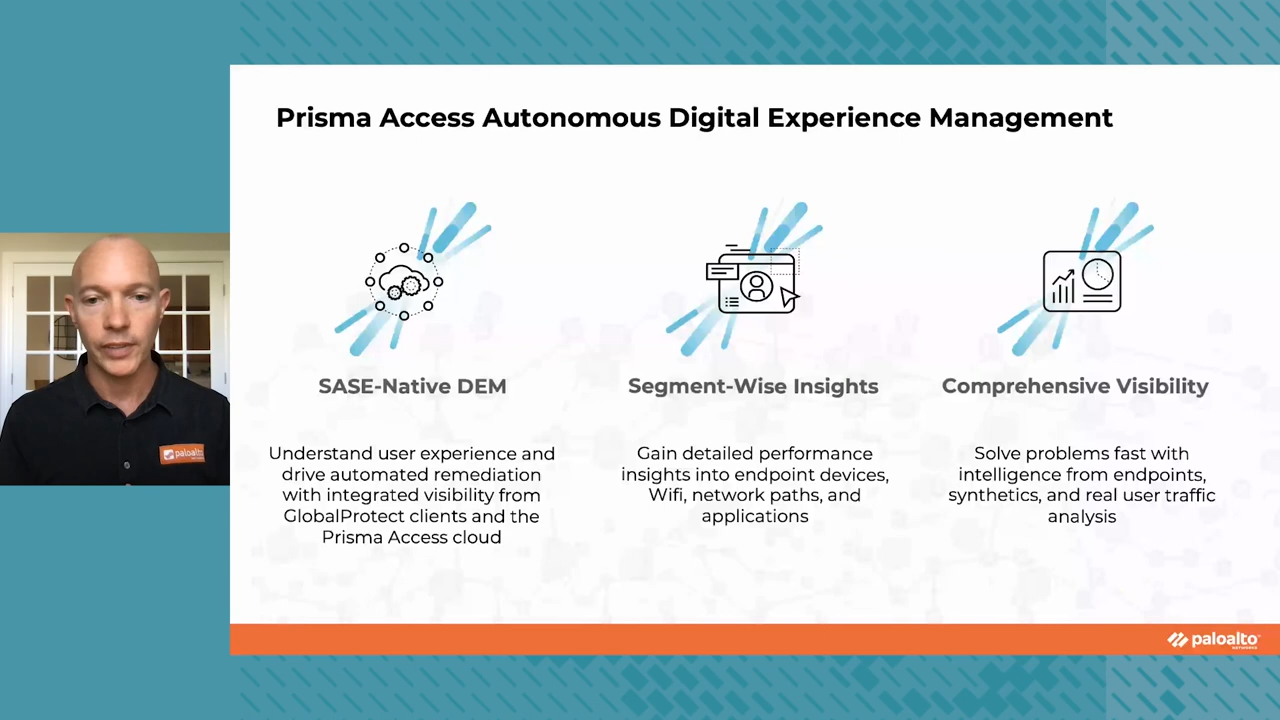 Prisma Access Autonomous Digital Experience Management
SASE-Native DEM
Understand user experience and
drive automated remediation
with integrated visibility from
GlobalProtect clients and the
Prisma Access cloud
Segment-Wise Insights
Gain detailed performance
insights into endpoint devices,
Wifi, network paths, and
applications
Comprehensive Visibility
Solve problems fast with
intelligence from endpoints,
synthetics, and real user traffic
analysis
paloalto
paloalto
NETWORKS